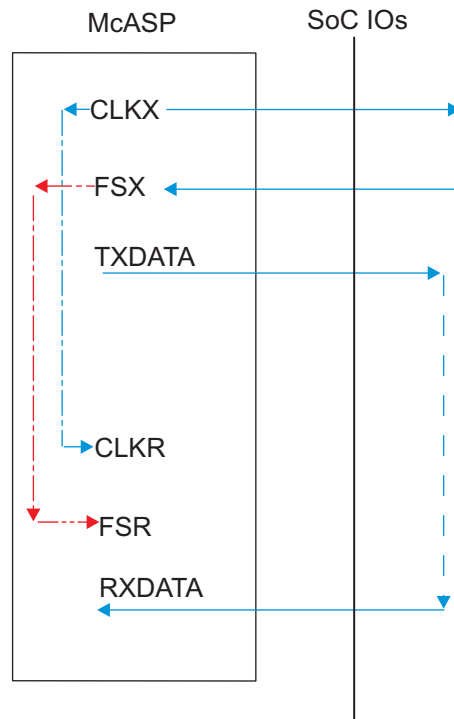 McASP
SoC IOs
CLKX
FSX
TXDATA
CLKR
FSR
RXDATA